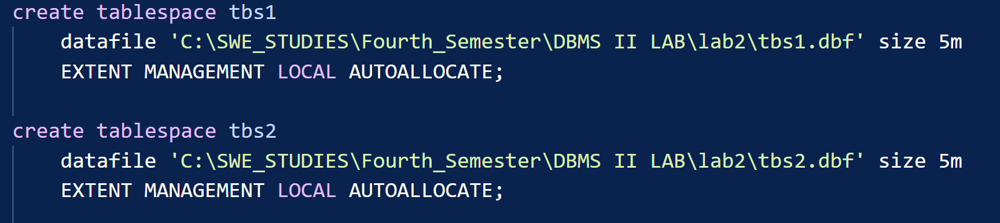 create tablespace tbs1
datafile 'C:\SWE_STUDIES\Fourth_Semester\DBMS II LAB\lab2\tbs1.dbf' size 5m
EXTENT MANAGEMENT LOCAL AUTOALLOCATE;
create tablespace tbs2
datafile 'C:\SWE_STUDIES\Fourth_Semester\DBMS II LAB\lab2\tbs2.dbf' size 5m
EXTENT MANAGEMENT LOCAL AUTOALLOCATE;